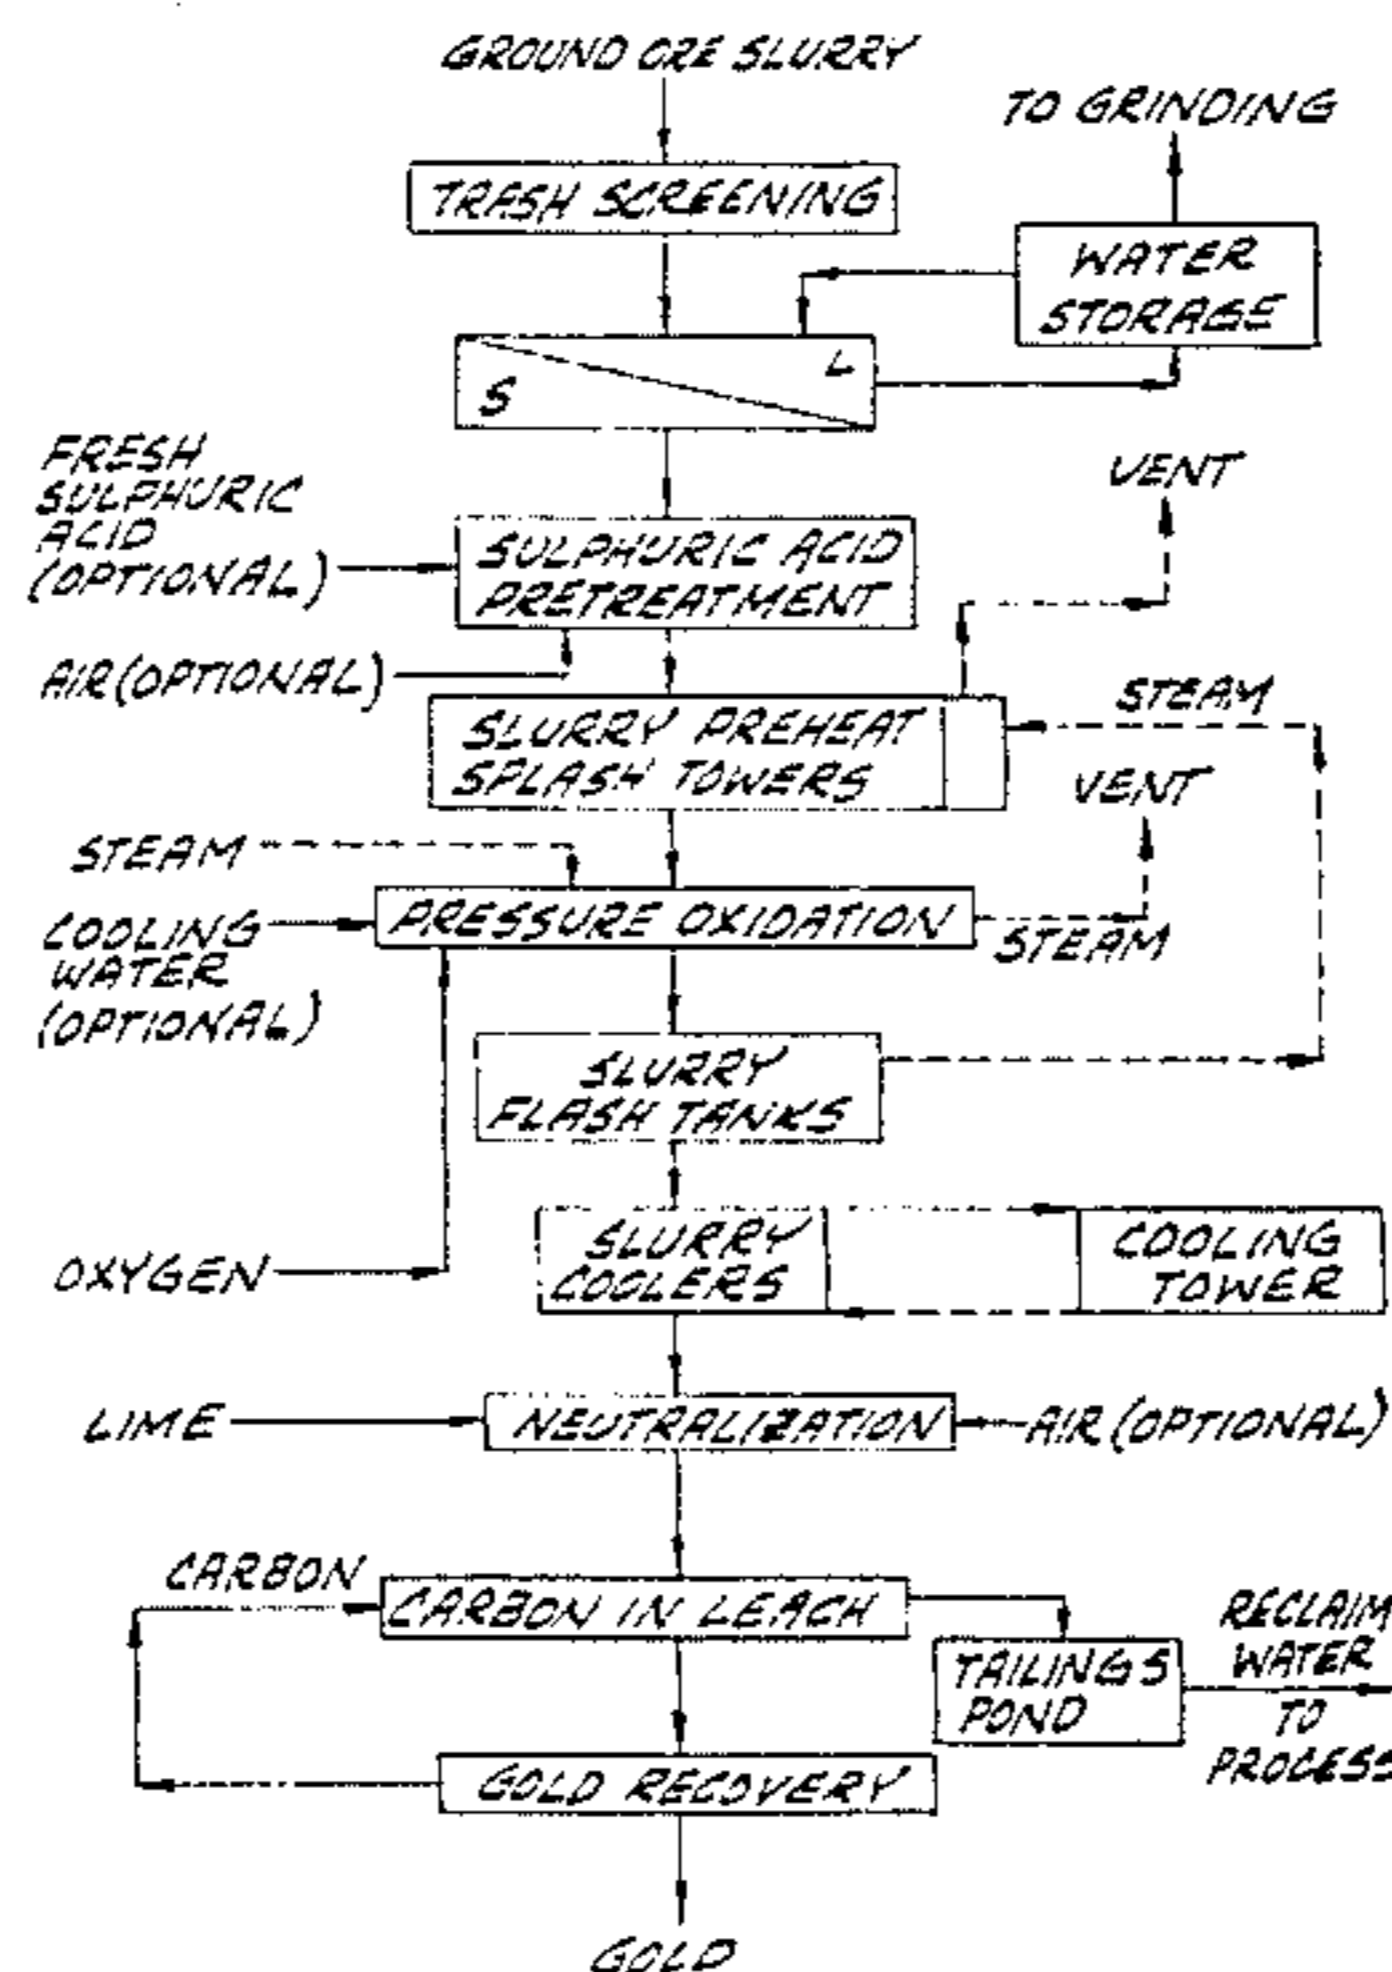 GROUND ORE SLURRY
TO GRINDING
TRASH SCREENING
WATER
STORAGE
L
S
FRESH
SULPHURIC
ACID
(OPTIONAL)
VENT
SULPHURIC ACID
PRETREATMENT
AIR (OPTIONAL)
STEAM
SLURRY PREHEAT
SPLASH TOWERS
VENT
STEAM
COOLING
WATER
(OPTIONAL)
PRESSURE OXIDATION
STEAM
SLURRY
FLASH TANKS
OXYGEN
SLURRY
COOLERS
COOLING
TOWER
LIME
NEUTRALIZATION
AIR (OPTIONAL)
CARBON
CARBON IN LEACH
RECLAIM
WATER
TO
PROCESS
TAILINGS
POND
GOLD RECOVERY
GOLD